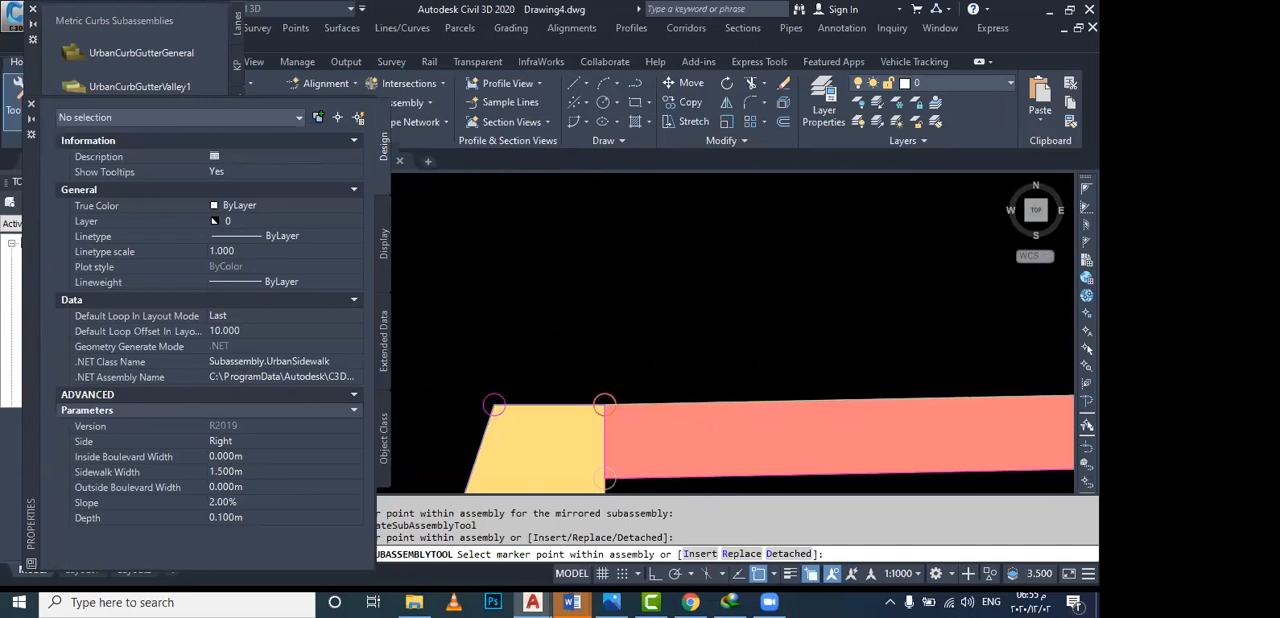 3D
Autodesk Civil 3D 2020 Drawing4.dwg
Type a keyword or phrase
Sign In
Metric Curbs Subassemblies
Lanes
Survey Points Surfaces Lines/Curves Parcels Grading Alignments Profiles Corridors Sections Pipes Annotation Inquiry Window Express
UrbanCurbGutterGeneral
KP
Manage Output Survey Rail Transparent InfraWorks Collaborate View Help Add-ins Express Tools Featured Apps Vehicle Tracking
UrbanCurbGutterValley1
Alignment Intersections Profile View Move
Sample Lines Copy
Section Views Stretch
Layer Properties
0
Paste
Profile & Section Views Draw Modify Layers
No selection
Design
Information
Description
Show Tooltips Yes
General
True Color ByLayer
Layer 0
Linetype ByLayer
Linetype scale 1.000
Plot style ByColor
Lineweight ByLayer
Display
Data
Default Loop In Layout Mode Last
Default Loop Offset In Layo... 10.000
Geometry Generate Mode .NET
.NET Class Name Subassembly.UrbanSidewalk
.NET Assembly Name C:\ProgramData\Autodesk\C3D...
Extended Data
ADVANCED
Parameters
Version R2019
Side Right
Inside Boulevard Width 0.000m
Sidewalk Width 1.500m
Outside Boulevard Width 0.000m
Slope 2.00%
Depth 0.100m
Object Class
PROPERTIES
N
W TOP E
S
WCS
r point within assembly for the mirrored subassembly:
ateSubAssemblyTool
r point within assembly or [Insert/Replace/Detached]:
SUBASSEMBLYTOOL Select marker point within assembly or [Insert Replace Detached]:
MODEL 1:1000 3.500
Type here to search
ENG